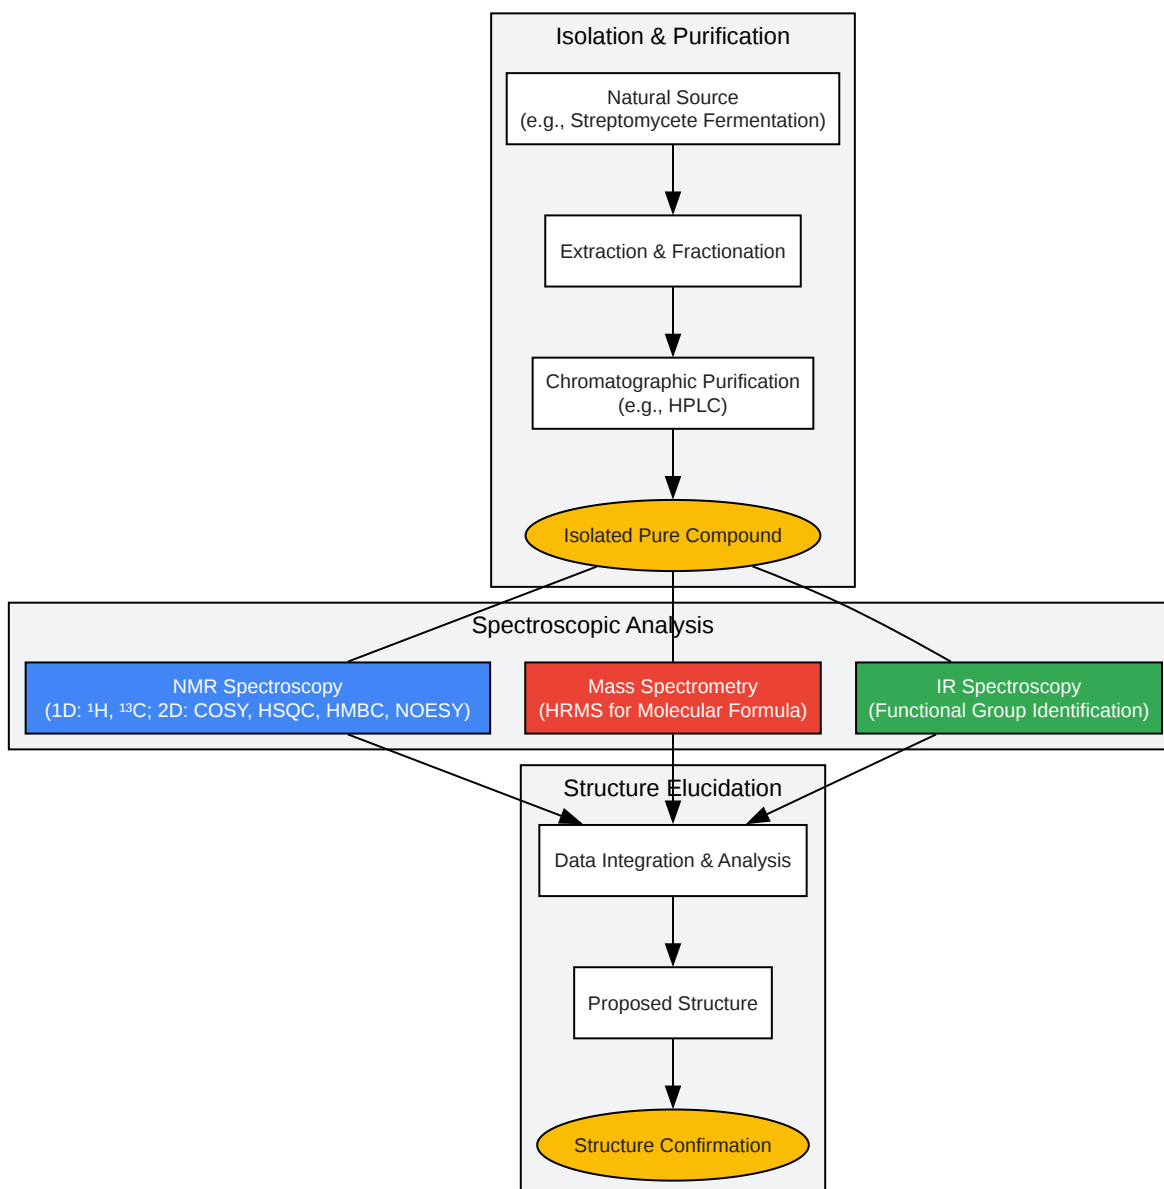 Isolation & Purification
Natural Source
(e.g., Streptomycete Fermentation)
Extraction & Fractionation
Chromatographic Purification
(e.g., HPLC)
Isolated Pure Compound
Spectroscopic Analysis
NMR Spectroscopy
(1D: ¹H, ¹³C; 2D: COSY, HSQC, HMBC, NOESY)
Mass Spectrometry
(HRMS for Molecular Formula)
IR Spectroscopy
(Functional Group Identification)
Structure Elucidation
Data Integration & Analysis
Proposed Structure
Structure Confirmation